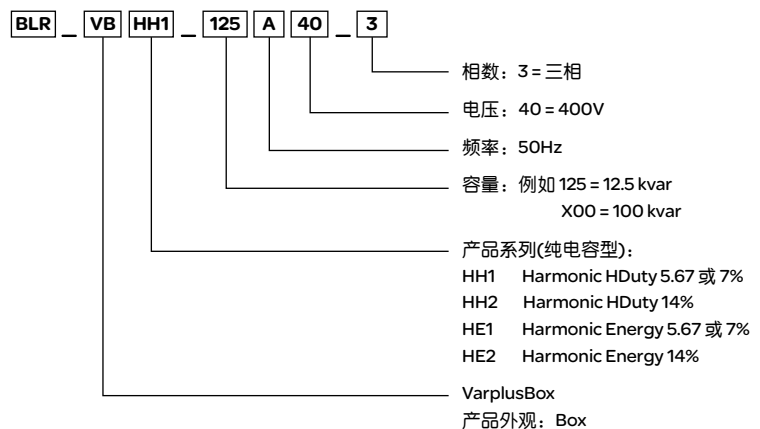 BLR _ VB HH1 _ 125 A 40 _ 3
相数：3 = 三相
电压：40 = 400V
频率：50Hz
容量：例如 125 = 12.5 kvar
X00 = 100 kvar
产品系列(纯电容型)：
HH1 Harmonic HDuty 5.67 或 7%
HH2 Harmonic HDuty 14%
HE1 Harmonic Energy 5.67 或 7%
HE2 Harmonic Energy 14%
VarplusBox
产品外观：Box